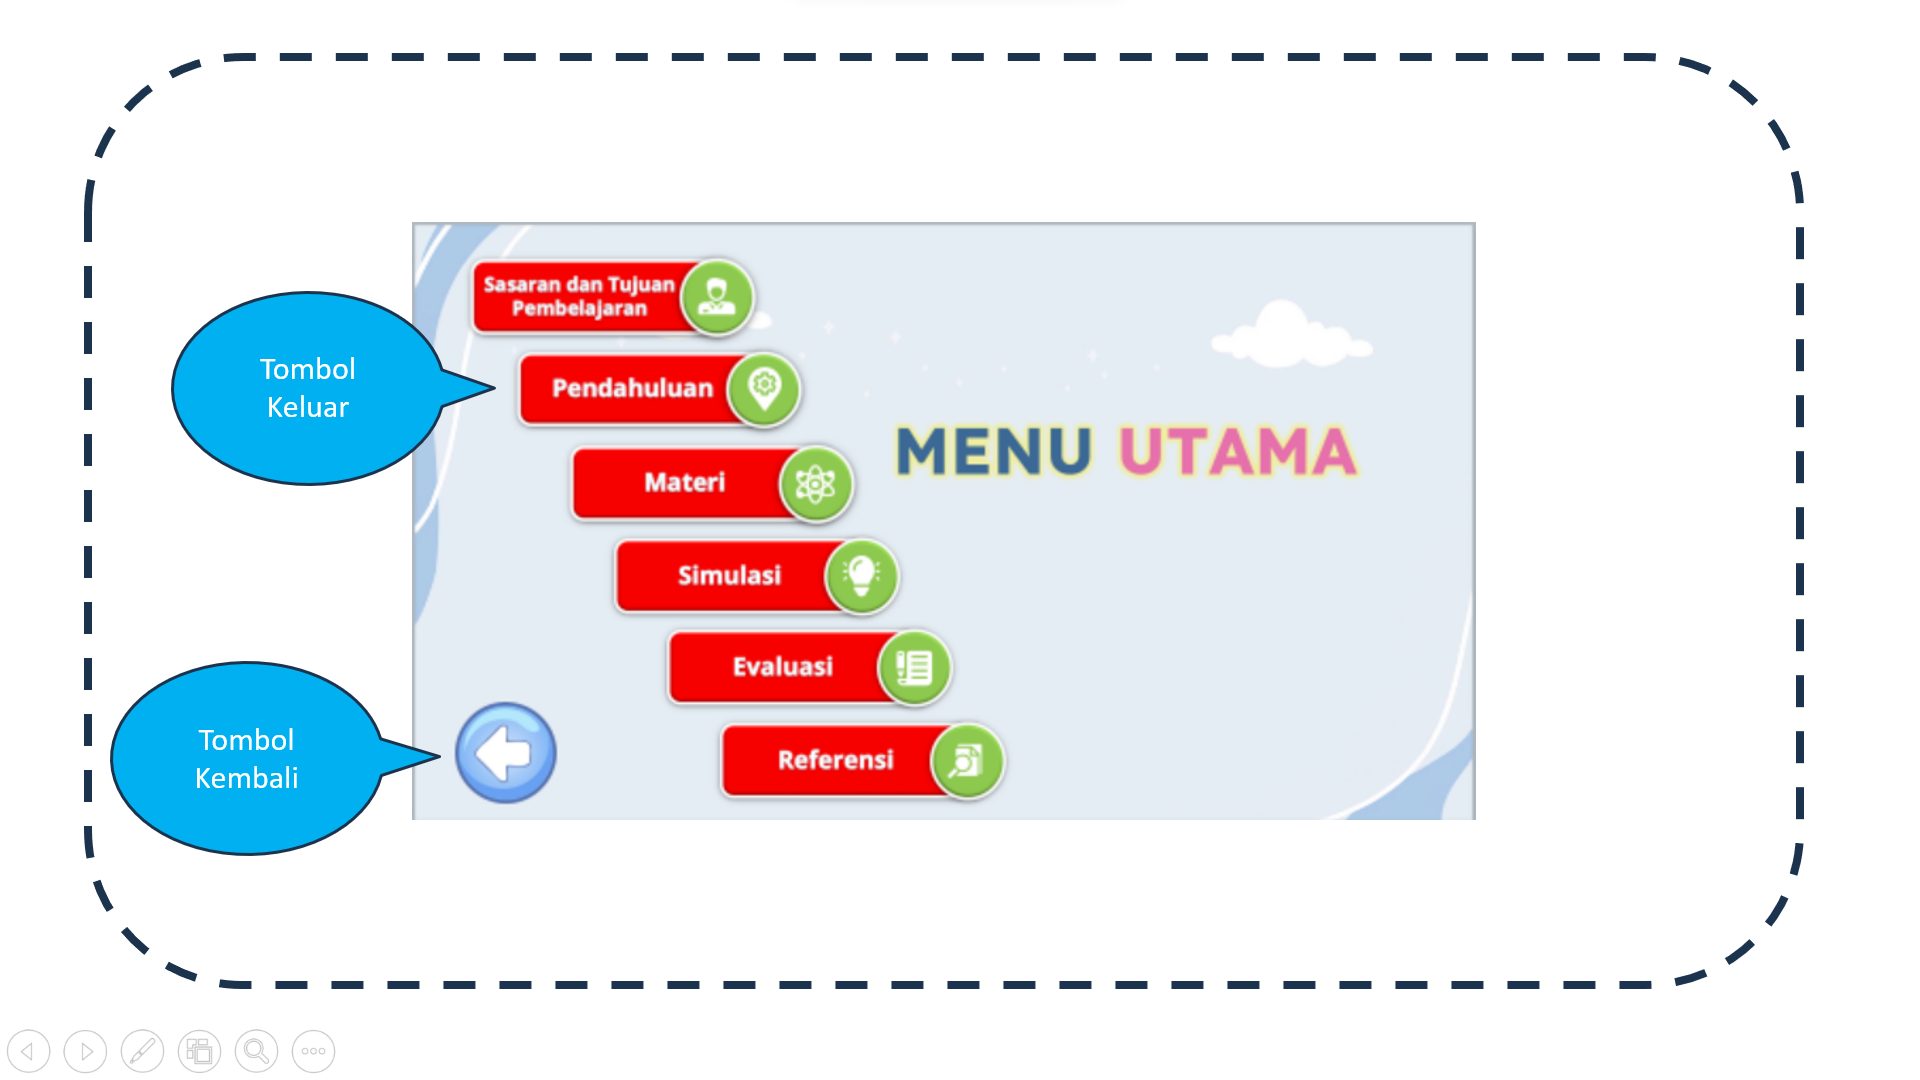 Sasaran dan Tujuan
Pembelajaran
Tombol
Keluar
Pendahuluan
MENU UTAMA
Materi
Simulasi
Evaluasi
Tombol
Kembali
Referensi